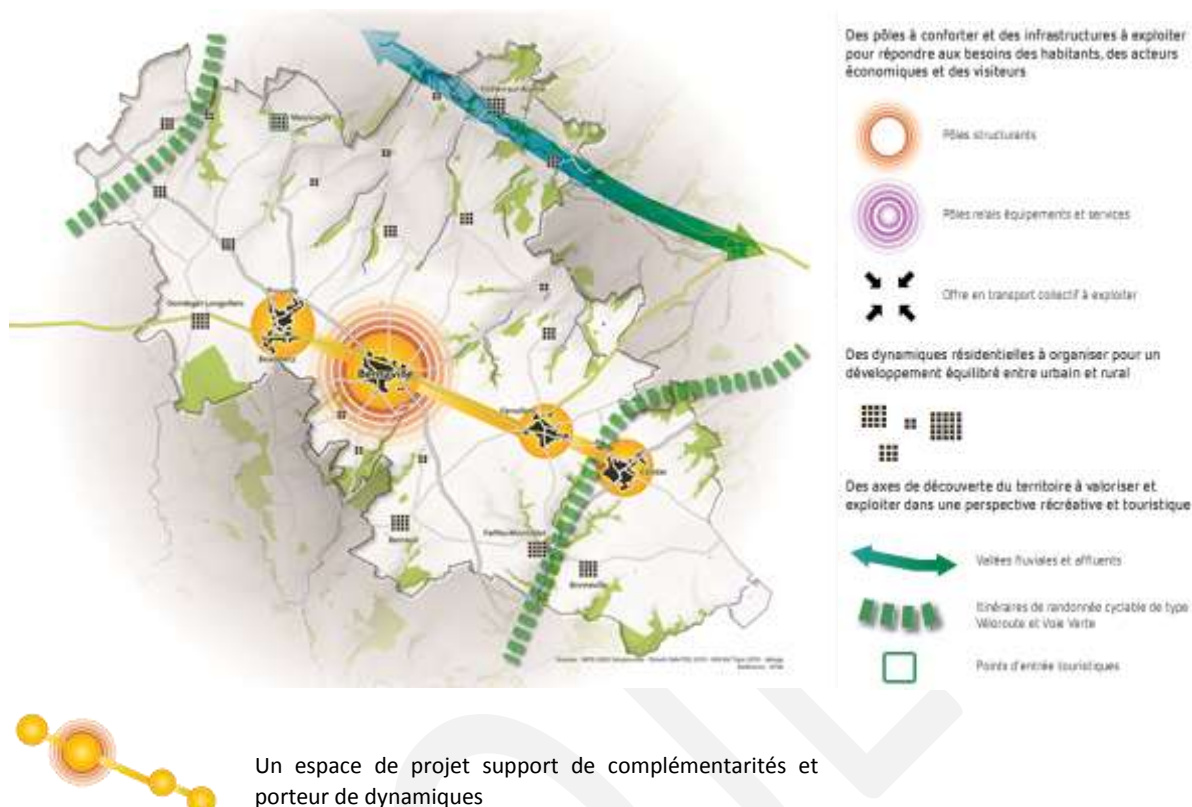 Bernaville
Des pôles à conforter et des infrastructures à exploiter
pour répondre aux besoins des habitants, des acteurs
économiques et des visiteurs
Pôles structurants
Pôles relais équipements et services
Offre en transport collectif à exploiter
Des dynamiques résidentielles à organiser pour un
développement équilibré entre urbain et rural
Des axes de découverte du territoire à valoriser et
exploiter dans une perspective récréative et touristique
Vallées fluviales et affluents
Itinéraires de randonnée cyclable de type
Véloroute et Voie Verte
Points d'entrée touristiques
Un espace de projet support de complémentarités et
porteur de dynamiques